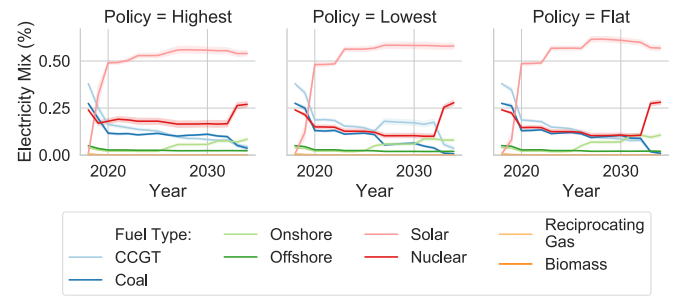 Policy = Highest
Policy = Lowest
Policy = Flat
Electricity Mix (%)
0.50
0.25
0.00
2020
2030
2020
2030
2020
2030
Year
Year
Year
Fuel Type:
CCGT
Coal
Onshore
Offshore
Solar
Nuclear
Reciprocating
Gas
Biomass